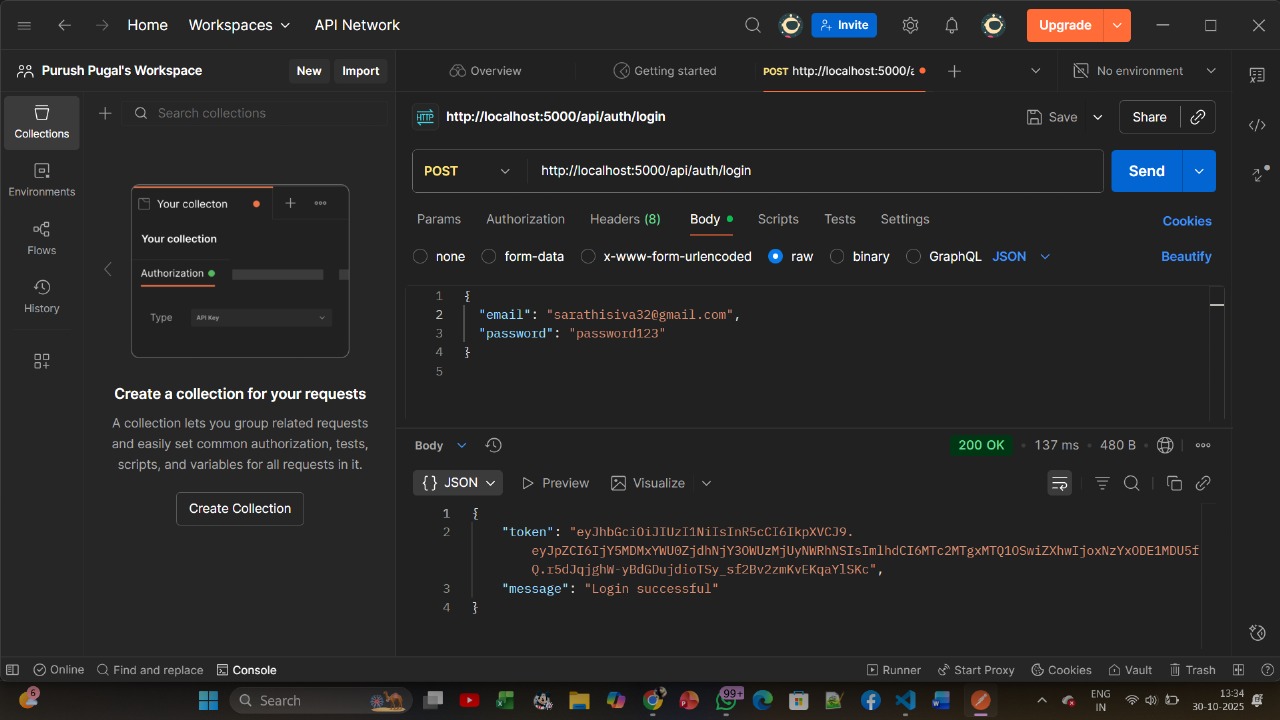 Home Workspaces API Network Invite Upgrade
Purush Pugal's Workspace New Import
Overview Getting started POST http://localhost:5000/a No environment
Collections
Environments
Flows
History
Search collections
Your collecton
Your collection
Authorization
Type API Key
Create a collection for your requests
A collection lets you group related requests
and easily set common authorization, tests,
scripts, and variables for all requests in it.
Create Collection
HTTP http://localhost:5000/api/auth/login Save Share
POST http://localhost:5000/api/auth/login Send
Params Authorization Headers (8) Body Scripts Tests Settings Cookies
none form-data x-www-form-urlencoded raw binary GraphQL JSON Beautify
1 {
2 "email": "sarathisiva32@gmail.com",
3 "password": "password123"
4 }
5
Body 200 OK 137 ms 480 B
{} JSON Preview Visualize
1 {
2 "token": "eyJhbGciOiJIUzI1NiIsInR5cCI6IkpXVCJ9.
eyJpZCI6IjY5MDMxYWU0ZjdhNjY3OWUzMjUyNWRhNSIsImlhdCI6MTc2MTgxMTQ1OSwiZXhwIjoxNzYxODE1MDU5f
Q.r5dJqjghW-yBdGDujdioTSy_sf2Bv2zmKvEKqaYlSKc",
3 "message": "Login successful"
4 }
Online Find and replace Console Runner Start Proxy Cookies Vault Trash
6 Search 99+ ENG 13:34
IN 30-10-2025